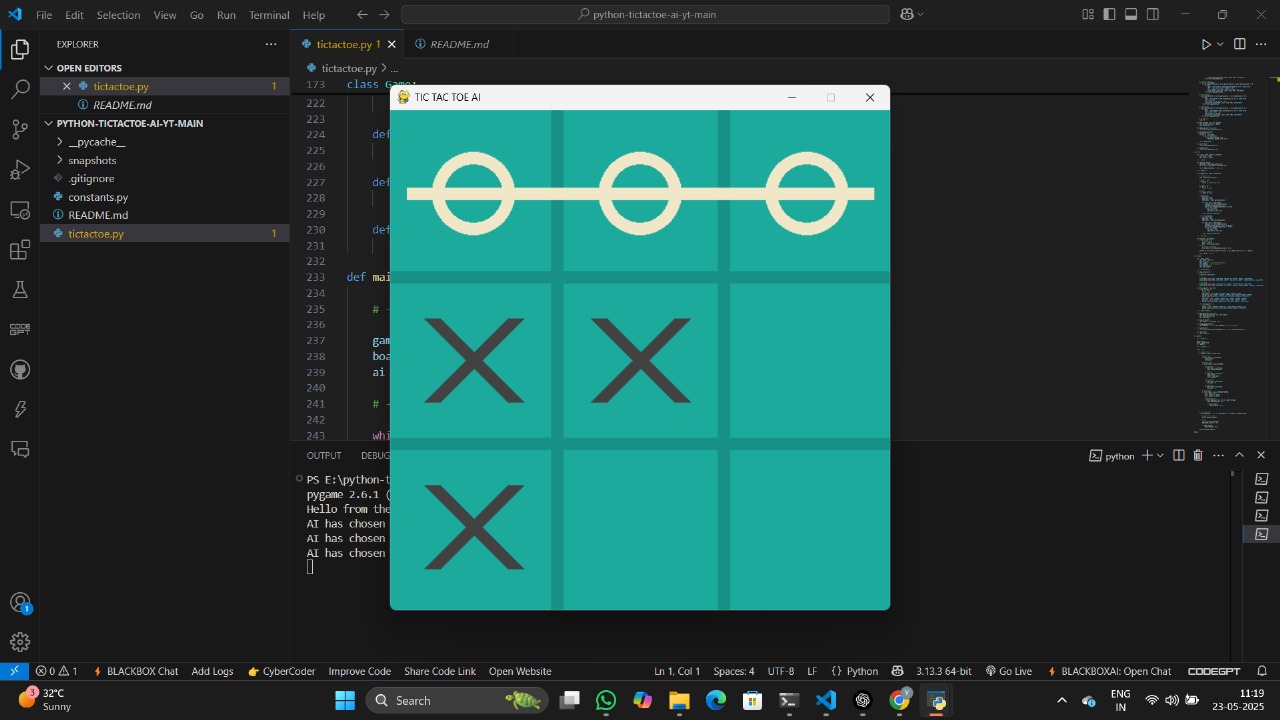 File Edit Selection View Go Run Terminal Help
python-tictactoe-ai-yt-main
EXPLORER
OPEN EDITORS
tictactoe.py 1
README.md
PYTHON-TICTACTOE-AI-YT-MAIN
__pycache__
snapshots
.gitignore
constants.py
README.md
tictactoe.py 1
tictactoe.py 1
README.md
tictactoe.py > ...
173 class Game:
222
223
224 def
225
226
227 def
228
229
230 def
231
232
233 def mai
234
235 # -
236
237 gam
238 boa
239 ai
240
241 # -
242
243 whi
TIC TAC TOE AI
OUTPUT DEBUG
python
PS E:\python-t
pygame 2.6.1 (
Hello from the
AI has chosen
AI has chosen
AI has chosen
1
0 1 BLACKBOX Chat Add Logs CyberCoder Improve Code Share Code Link Open Website Ln 1, Col 1 Spaces: 4 UTF-8 LF {} Python 3.13.3 64-bit Go Live BLACKBOXAI: Open Chat CODEGPT
3
32°C
Sunny
Search
ENG
IN
11:19
23-05-2025